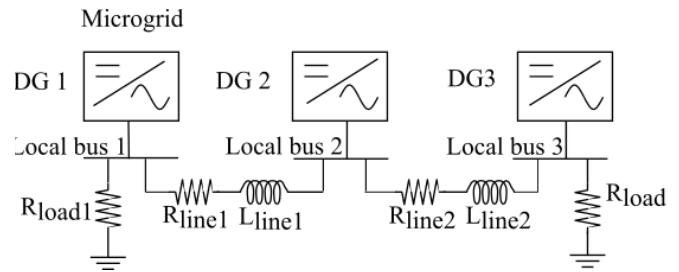 Microgrid
DG 1
DG 2
DG3
Local bus 1
Local bus 2
Local bus 3
Rload1
Rline1
Lline1
Rline2
Lline2
Rload